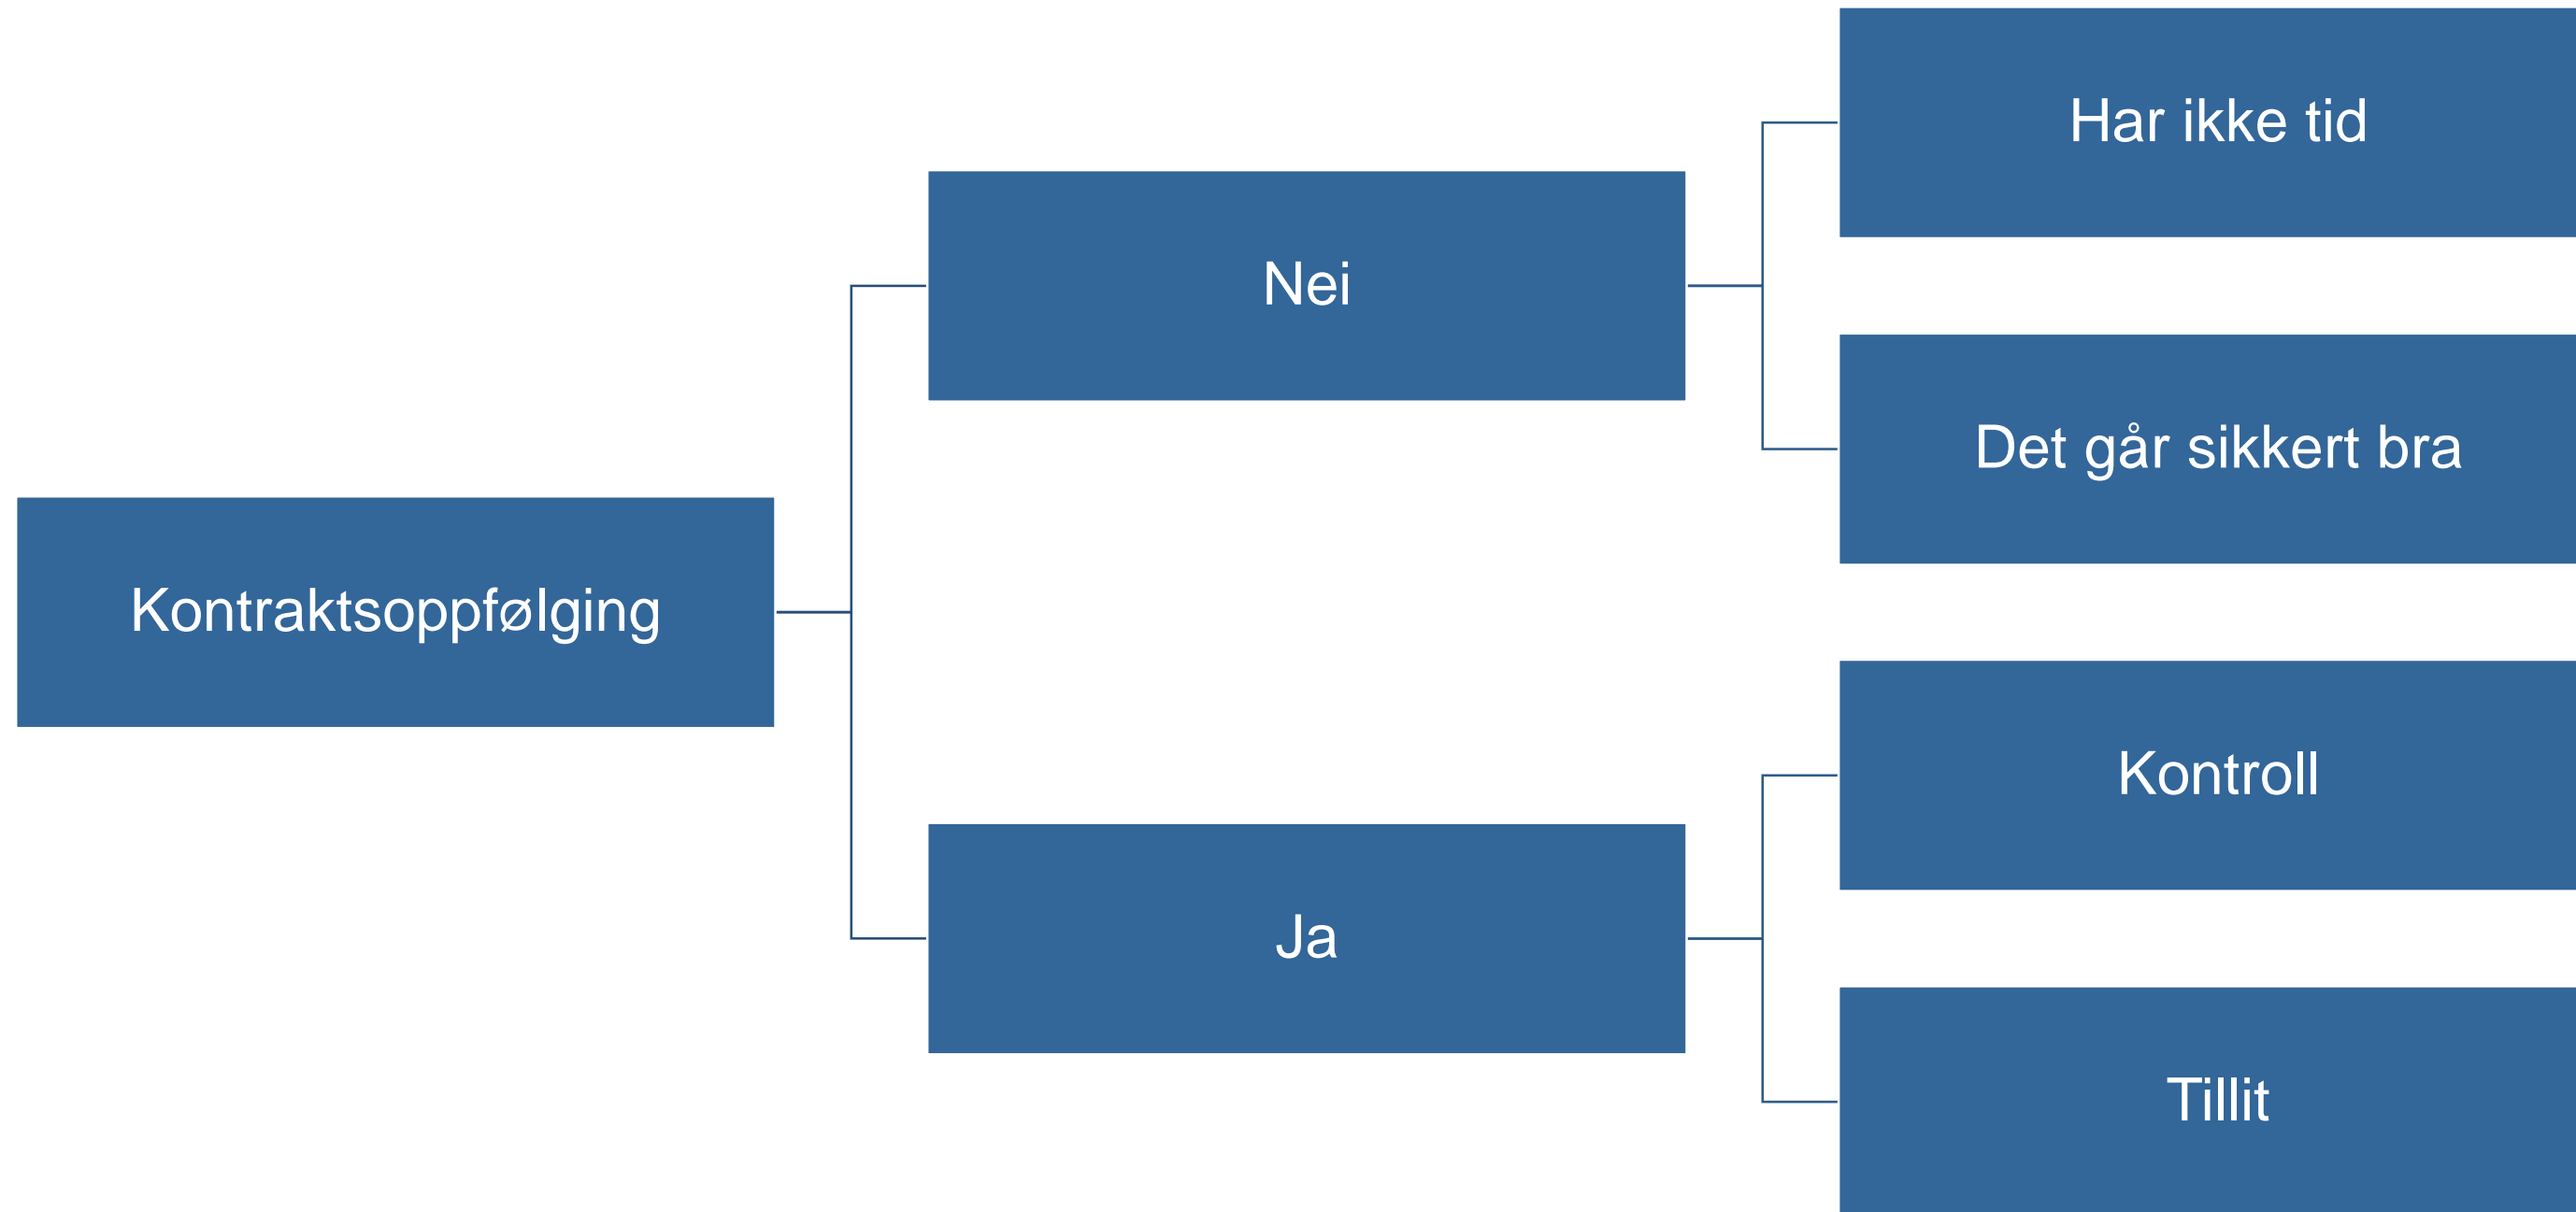 Kontraktsoppfølging
Nei
Har ikke tid
Det går sikkert bra
Ja
Kontroll
Tillit